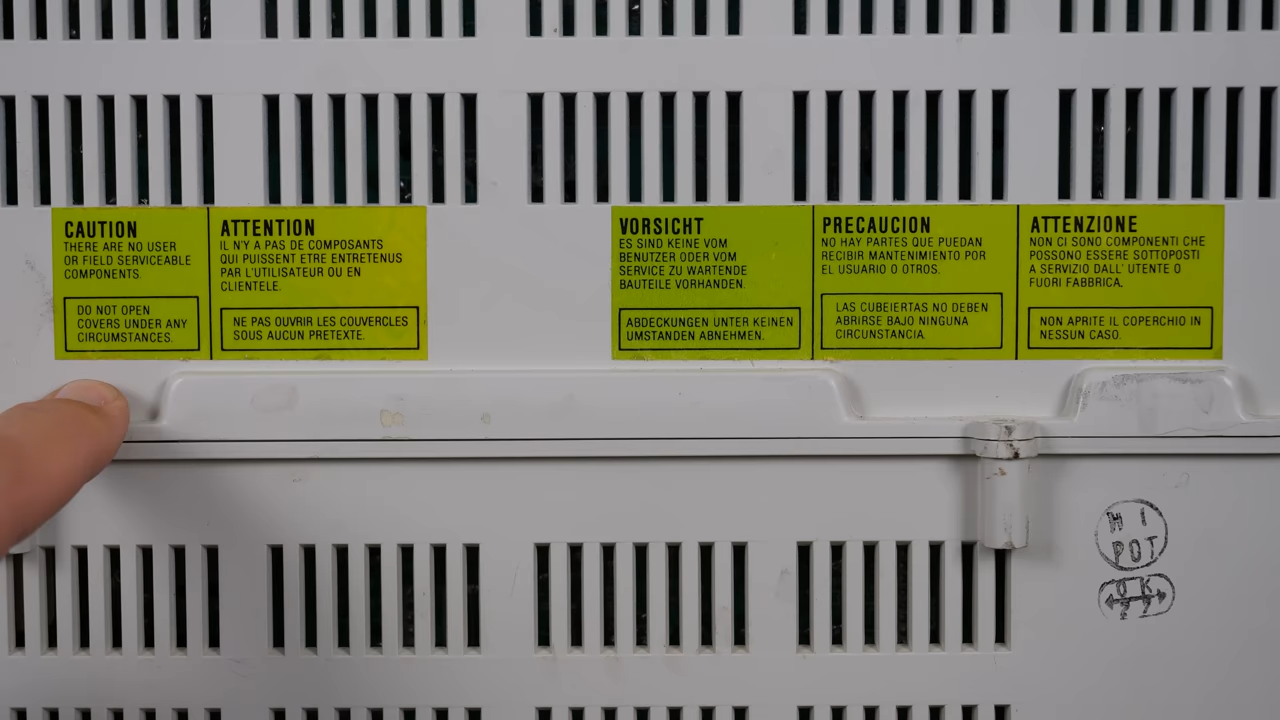 CAUTION
THERE ARE NO USER
OR FIELD SERVICEABLE
COMPONENTS.
DO NOT OPEN
COVERS UNDER ANY
CIRCUMSTANCES.
ATTENTION
IL N'Y A PAS DE COMPOSANTS
QUI PUISSENT ETRE ENTRETENUS
PAR L'UTILISATEUR OU EN
CLIENTELE.
NE PAS OUVRIR LES COUVERCLES
SOUS AUCUN PRETEXTE.
VORSICHT
ES SIND KEINE VOM
BENUTZER ODER VOM
SERVICE ZU WARTENDE
BAUTEILE VORHANDEN.
ABDECKUNGEN UNTER KEINEN
UMSTANDEN ABNEHMEN.
PRECAUCION
NO HAY PARTES QUE PUEDAN
RECIBIR MANTENIMIENTO POR
EL USUARIO O OTROS.
LAS CUBEIERTAS NO DEBEN
ABRIRSE BAJO NINGUNA
CIRCUNSTANCIA.
ATTENZIONE
NON CI SONO COMPONENTI CHE
POSSONO ESSERE SOTTOPOSTI
A SERVIZIO DALL' UTENTE O
FUORI FABBRICA.
NON APRITE IL COPERCHIO IN
NESSUN CASO.
HI
POT